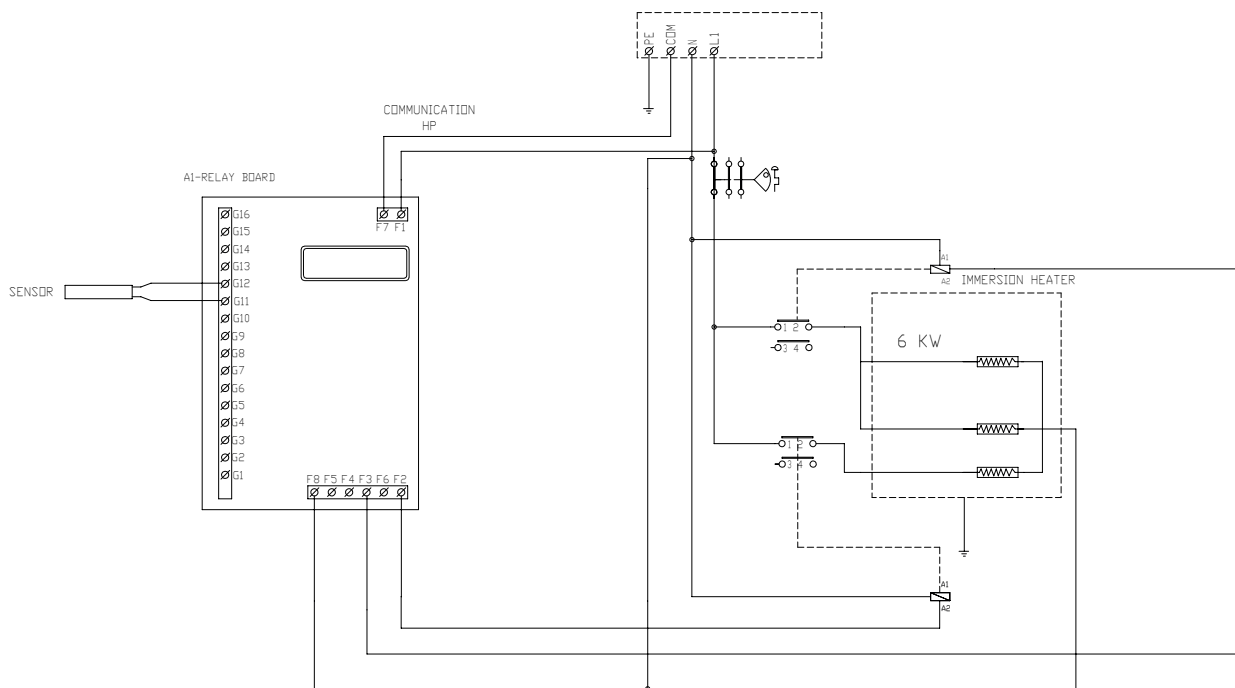 PE
COM
N
L1
COMMUNICATION
HP
A1-RELAY BOARD
F7 F1
G16
G15
G14
G13
G12
G11
G10
G9
G8
G7
G6
G5
G4
G3
G2
G1
SENSOR
F8 F5 F4 F3 F6 F2
A1
A2
IMMERSION HEATER
6 KW
1 2
3 4
1 2
3 4
A1
A2